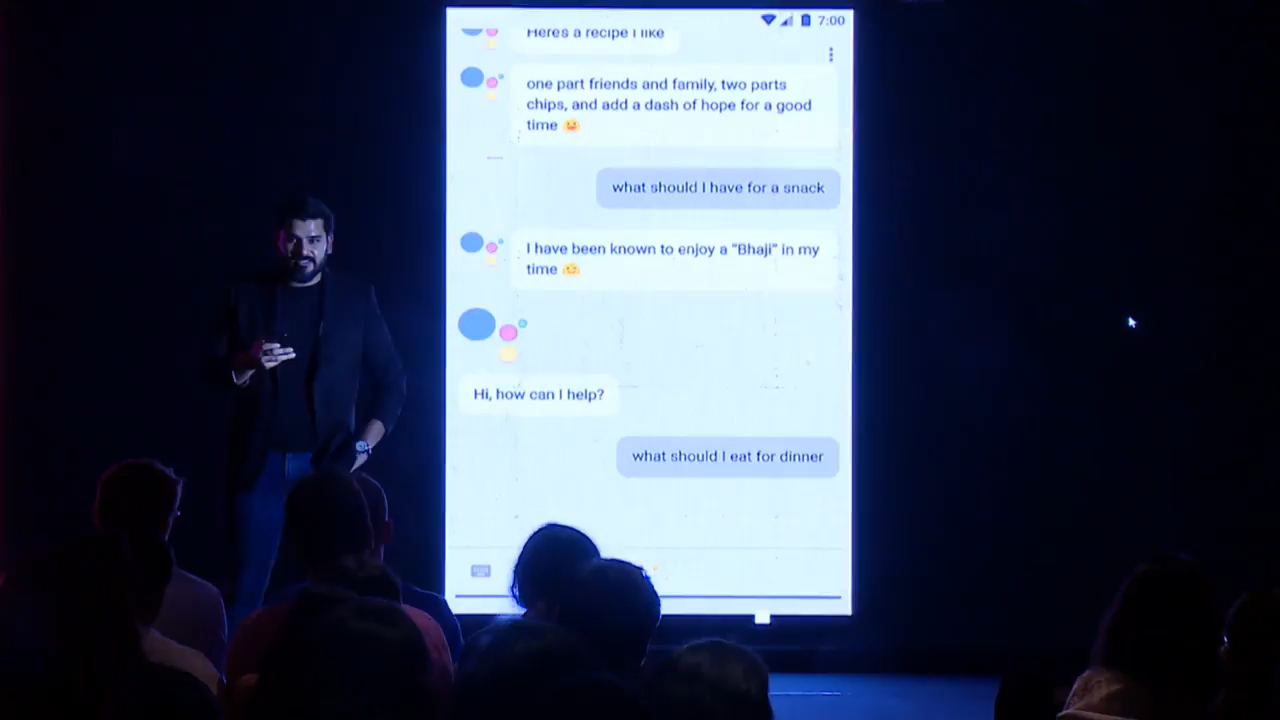 7:00
Here's a recipe I like
one part friends and family, two parts
chips, and add a dash of hope for a good
time
what should I have for a snack
I have been known to enjoy a "Bhaji" in my
time
Hi, how can I help?
what should I eat for dinner